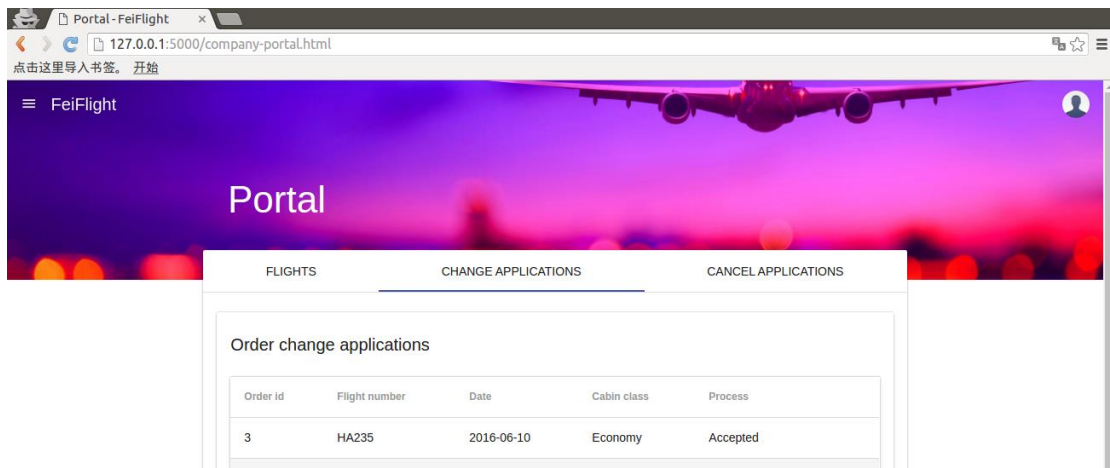 Portal - FeiFlight
127.0.0.1:5000/company-portal.html
点击这里导入书签。 开始
FeiFlight
Portal
FLIGHTS CHANGE APPLICATIONS CANCEL APPLICATIONS
Order change applications
Order id Flight number Date Cabin class Process
3 HA235 2016-06-10 Economy Accepted